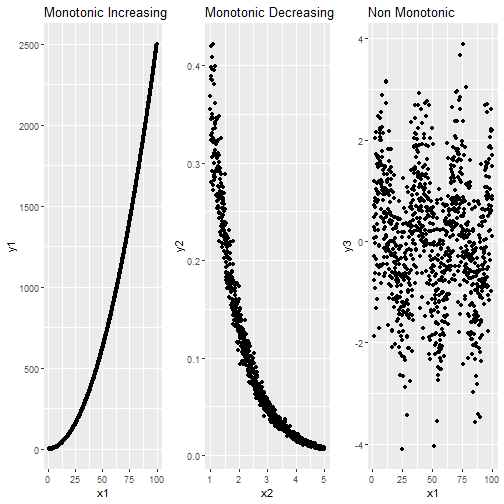 Monotonic Increasing
2500
2000
1500
1000
500
0
y1
0 25 50 75 100
x1
Monotonic Decreasing
0.4
0.3
0.2
0.1
0.0
y2
1 2 3 4 5
x2
Non Monotonic
4
2
0
-2
-4
y3
0 25 50 75 100
x1